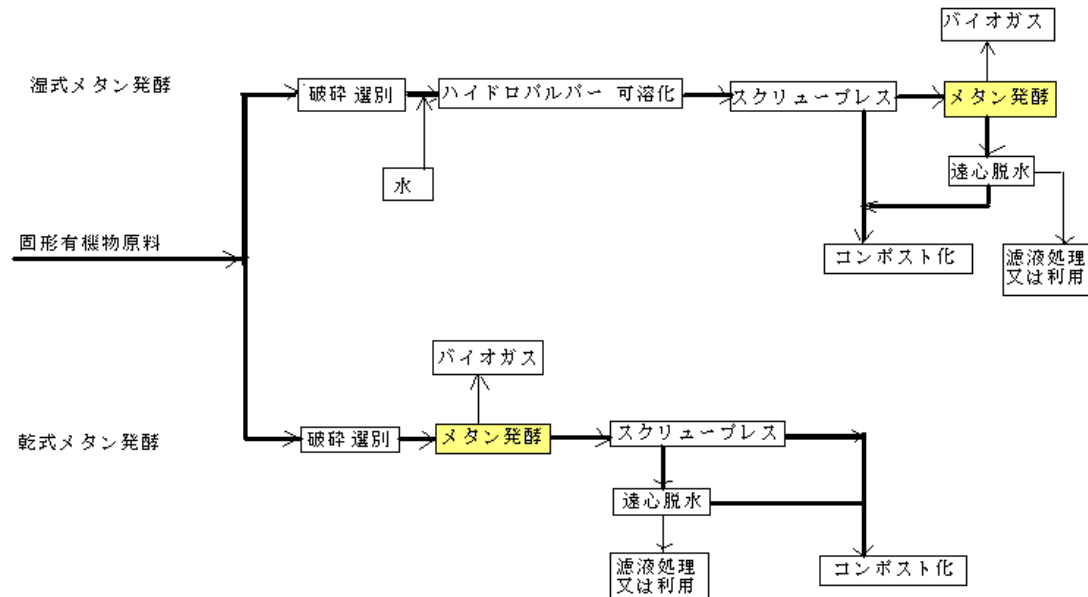 バイオガス
湿式メタン発酵
破砕 選別
ハイドロパルパー 可溶化
スクリュープレス
メタン発酵
水
遠心脱水
固形有機物原料
コンポスト化
濾液処理
又は利用
バイオガス
乾式メタン発酵
破砕 選別
メタン発酵
スクリュープレス
遠心脱水
濾液処理
又は利用
コンポスト化